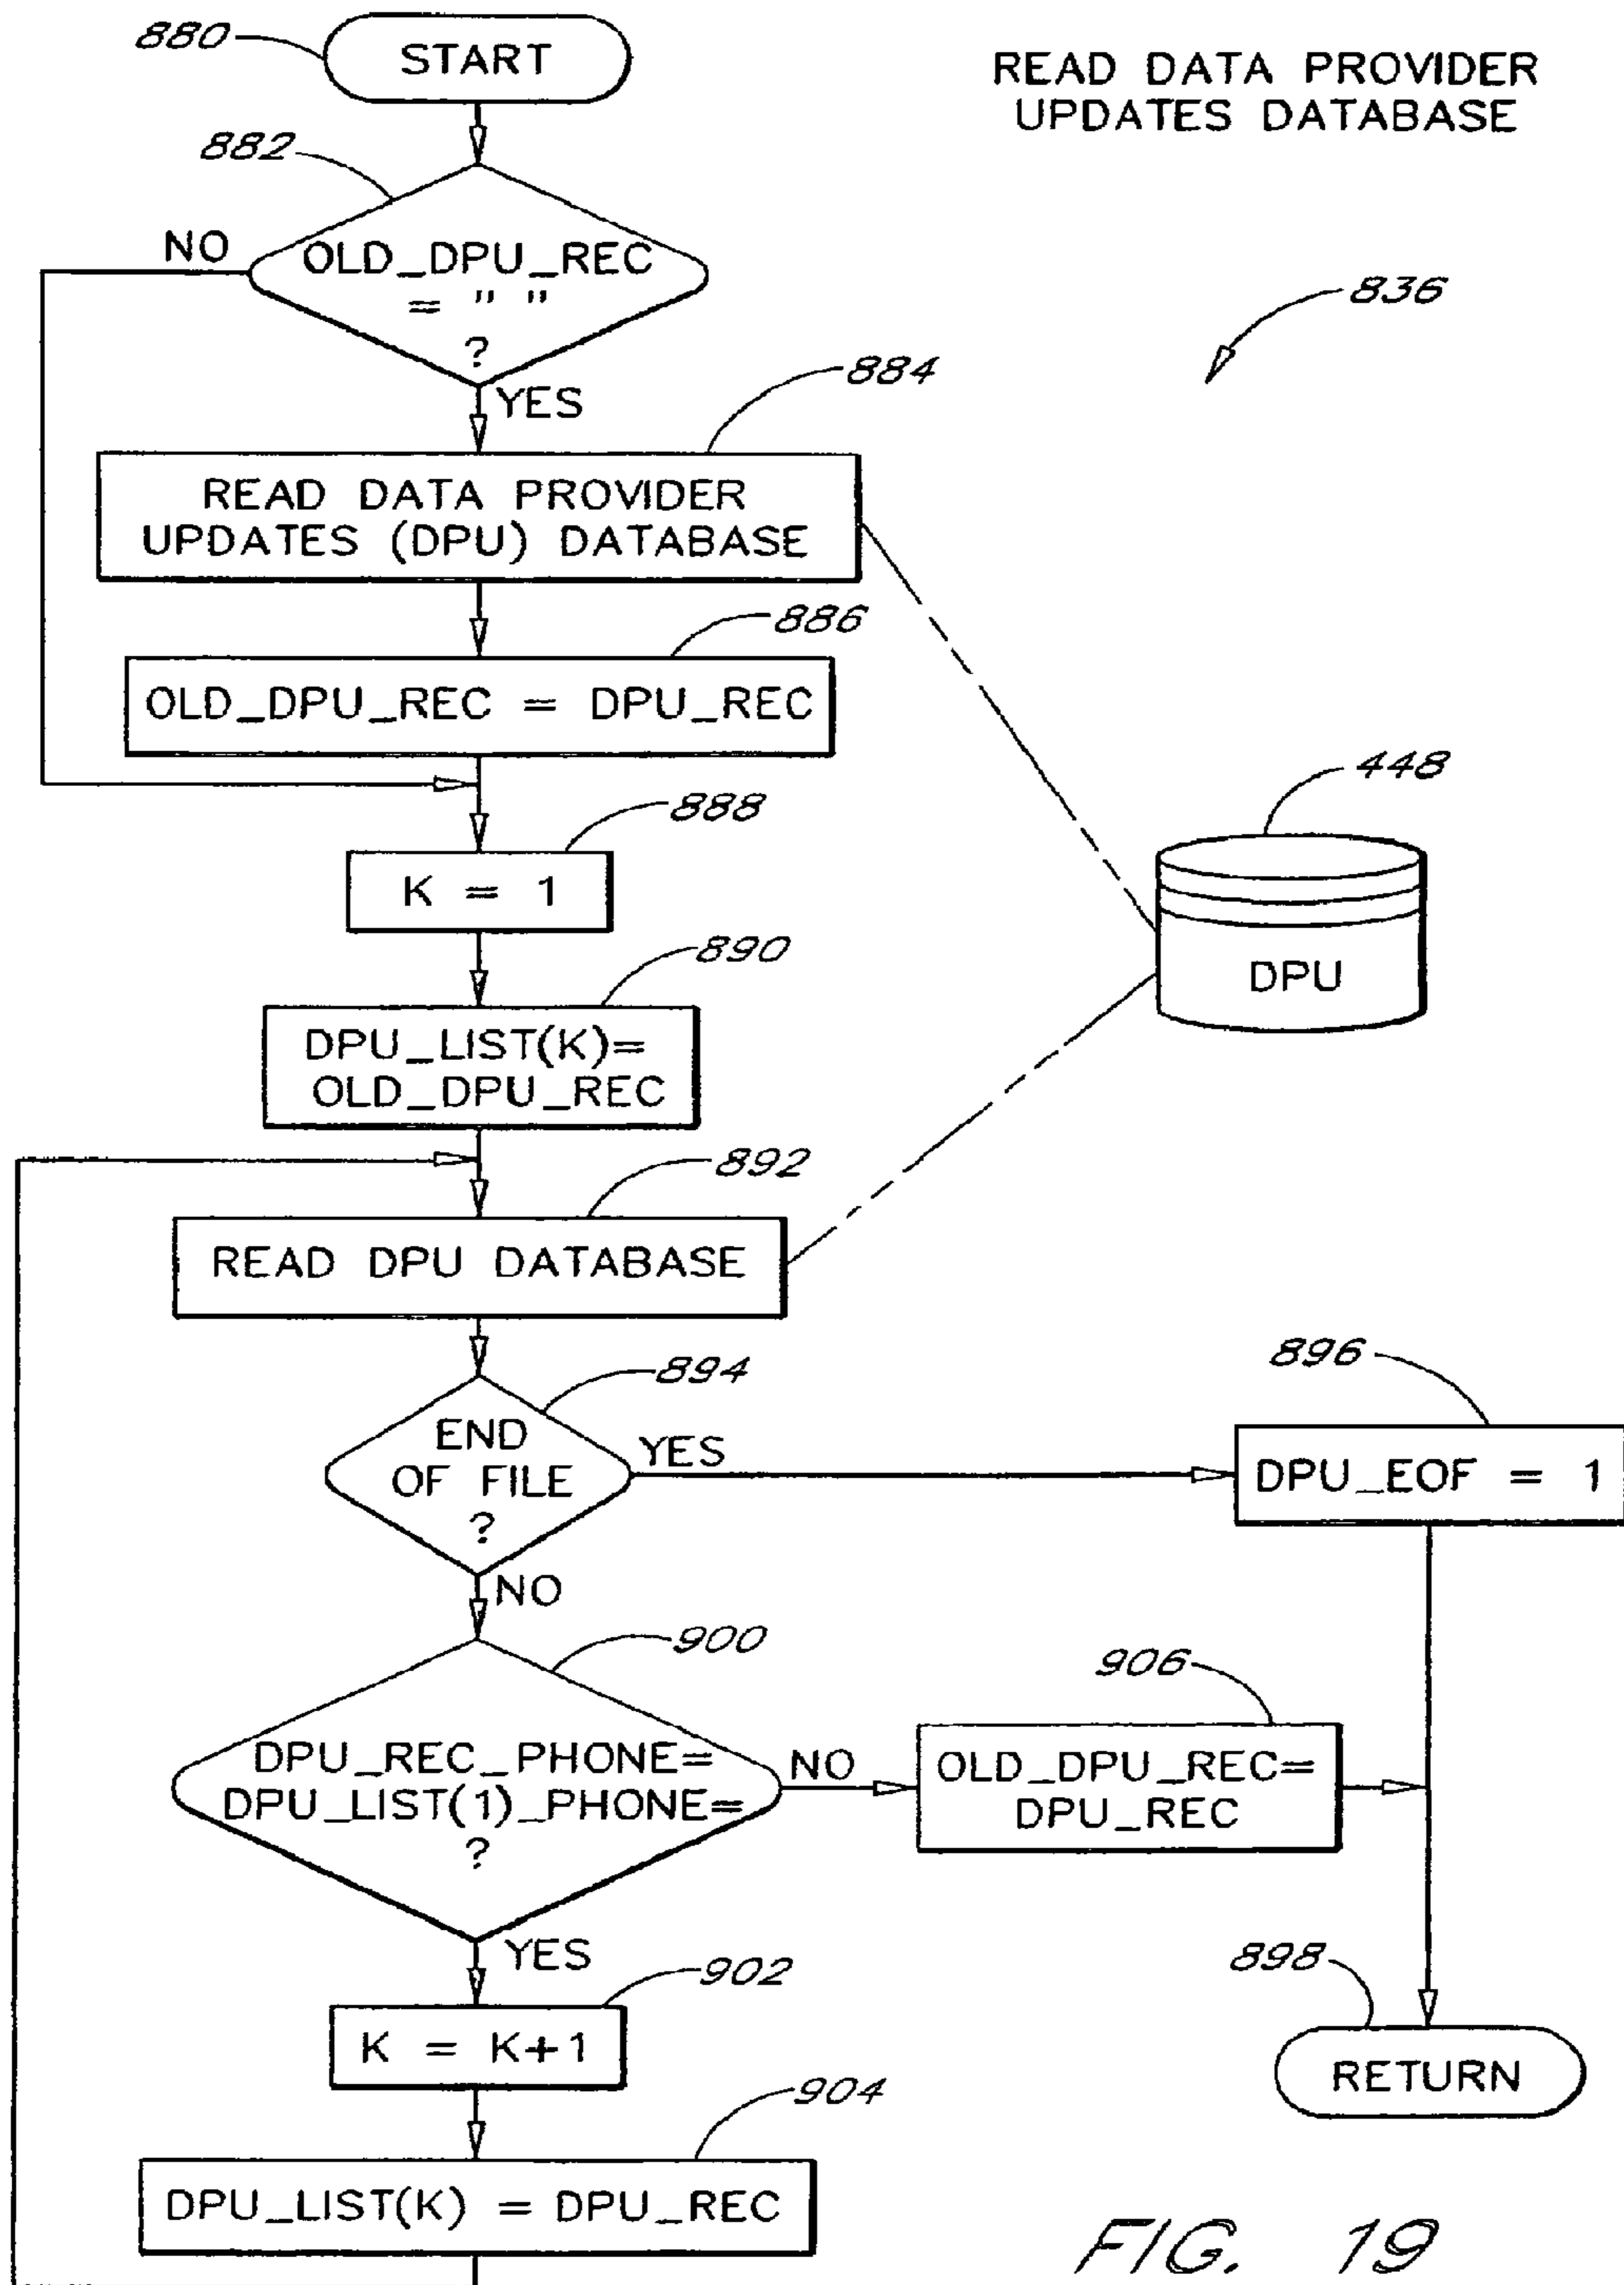 880
START
READ DATA PROVIDER
UPDATES DATABASE
882
NO
OLD_DPU_REC
= " "
?
836
YES
884
READ DATA PROVIDER
UPDATES (DPU) DATABASE
886
OLD_DPU_REC = DPU_REC
448
888
K = 1
DPU
890
DPU_LIST(K)=
OLD_DPU_REC
892
READ DPU DATABASE
894
END
OF FILE
?
YES
896
DPU_EOF = 1
NO
900
DPU_REC_PHONE=
DPU_LIST(1)_PHONE=
?
NO
906
OLD_DPU_REC=
DPU_REC
YES
902
K = K+1
898
RETURN
904
DPU_LIST(K) = DPU_REC
FIG. 19